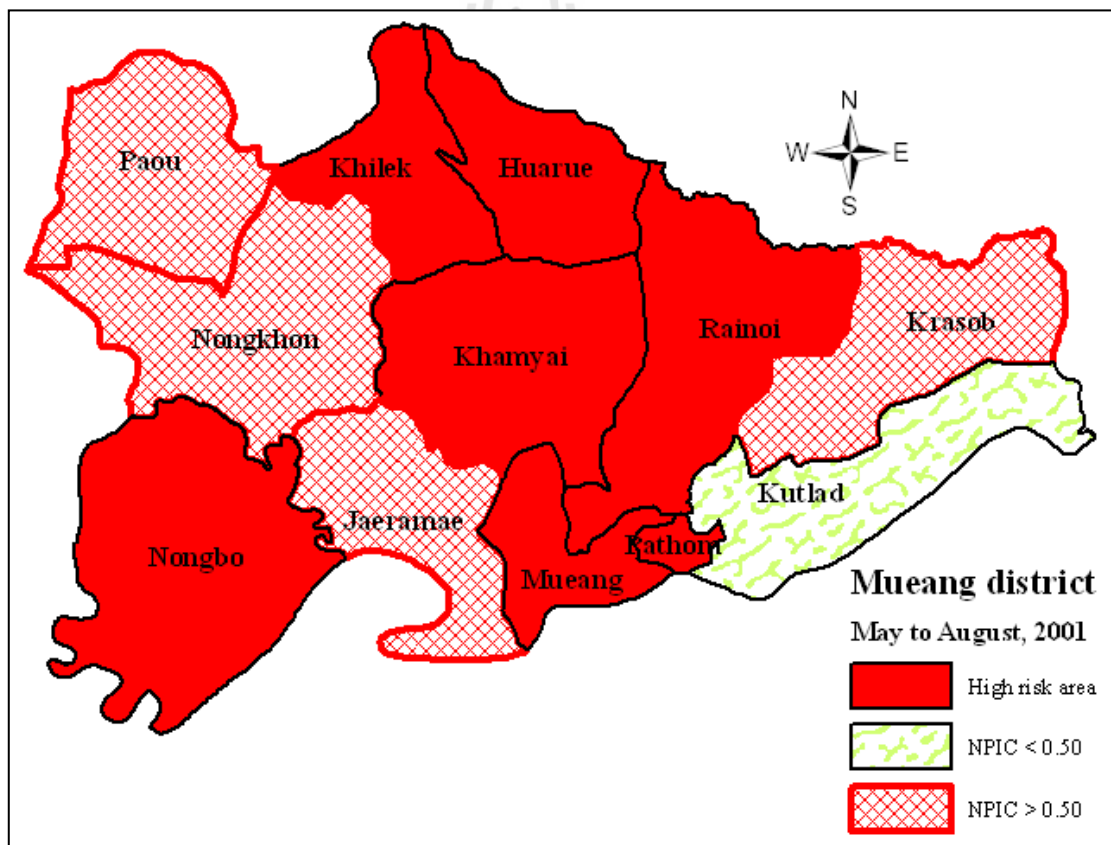 N
W E
S
Paou
Khilek
Huarue
Nongkhon
Khamyai
Rainoi
Krasob
Kutlad
Jaerainae
Nongbo
Mueang
Pathom
Mueang district
May to August, 2001
High risk area
NPIC < 0.50
NPIC > 0.50